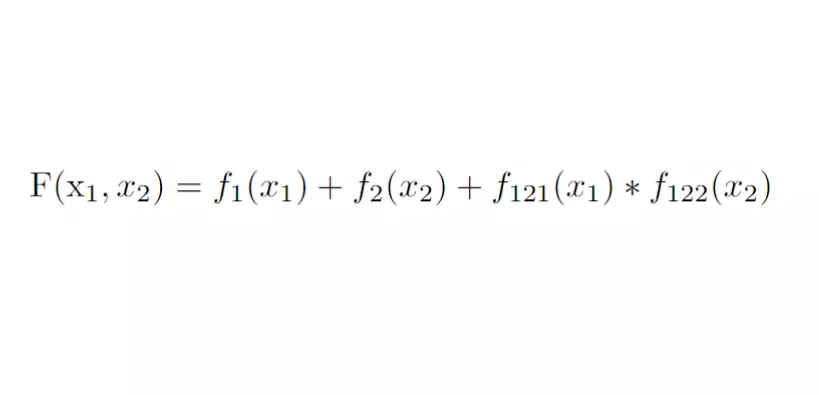 F(x₁, x₂) = f₁(x₁) + f₂(x₂) + f₁₂₁(x₁) * f₁₂₂(x₂)